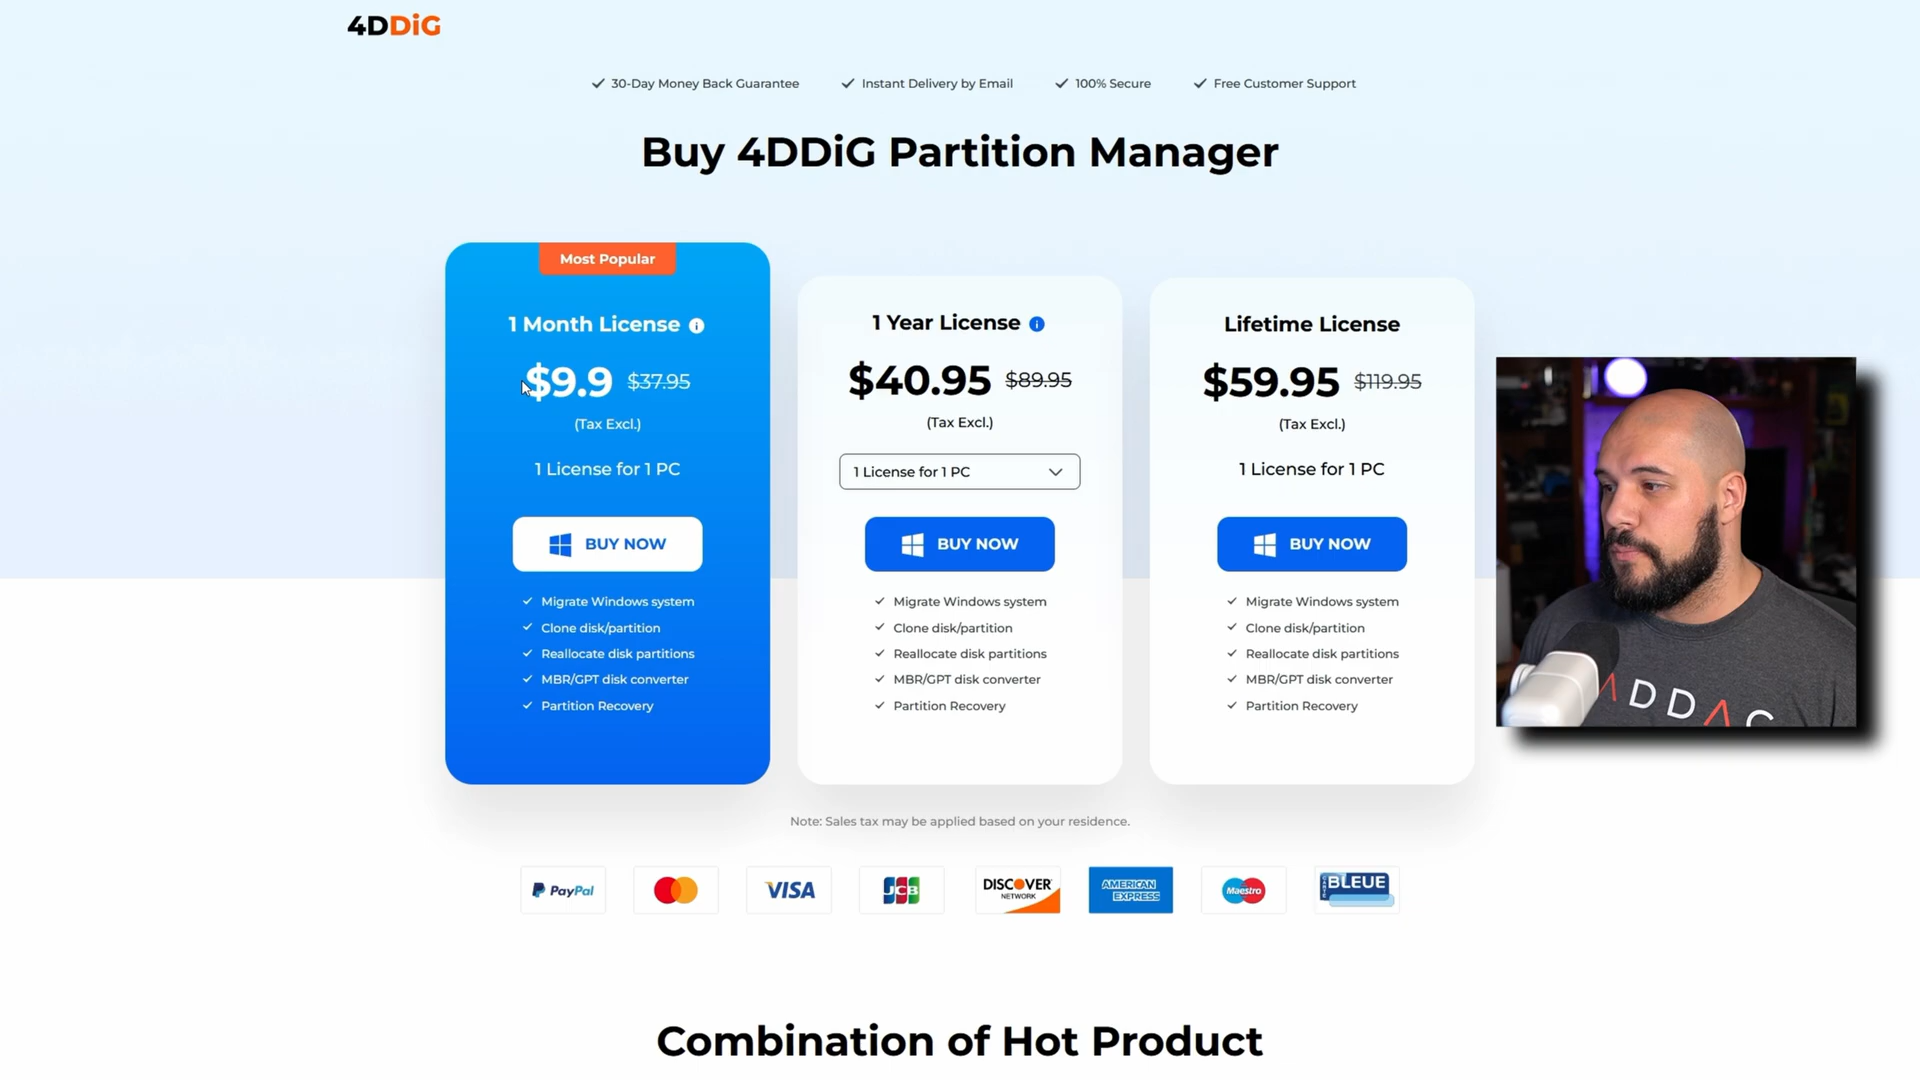 4DDiG
30-Day Money Back Guarantee
Instant Delivery by Email
100% Secure
Free Customer Support
Buy 4DDiG Partition Manager
Most Popular
1 Month License
$9.9 $37.95
(Tax Excl.)
1 License for 1 PC
BUY NOW
Migrate Windows system
Clone disk/partition
Reallocate disk partitions
MBR/GPT disk converter
Partition Recovery
1 Year License
$40.95 $89.95
(Tax Excl.)
1 License for 1 PC
BUY NOW
Migrate Windows system
Clone disk/partition
Reallocate disk partitions
MBR/GPT disk converter
Partition Recovery
Lifetime License
$59.95 $119.95
(Tax Excl.)
1 License for 1 PC
BUY NOW
Migrate Windows system
Clone disk/partition
Reallocate disk partitions
MBR/GPT disk converter
Partition Recovery
Note: Sales tax may be applied based on your residence.
PayPal
VISA
JCB
DISCOVER
NETWORK
AMERICAN
EXPRESS
Maestro
BLEUE
Combination of Hot Product